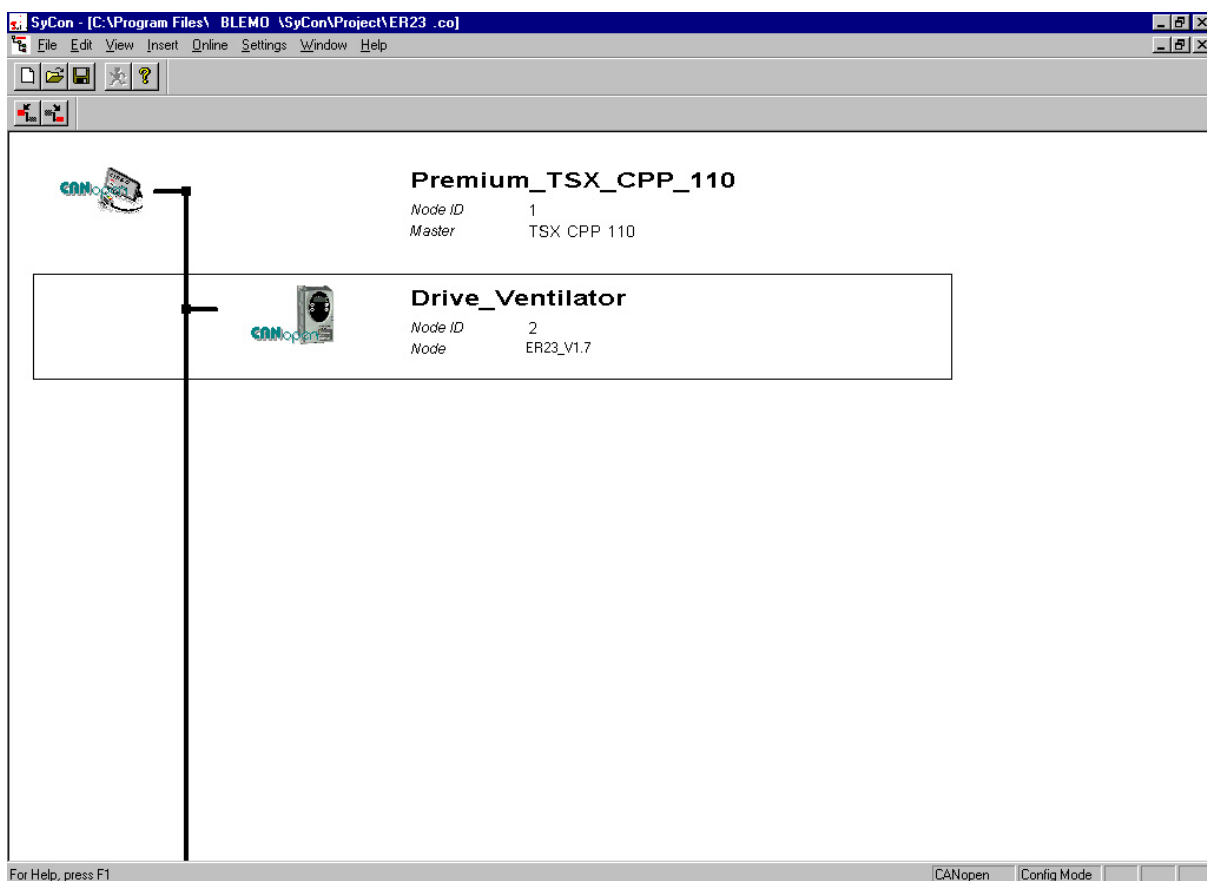 SyCon - [C:\Program Files\ BLEMO \SyCon\Project\ER23 .co]
File Edit View Insert Online Settings Window Help
CANopen
Premium_TSX_CPP_110
Node ID 1
Master TSX CPP 110
CANopen
Drive_Ventilator
Node ID 2
Node ER23_V1.7
For Help, press F1
CANopen Config Mode